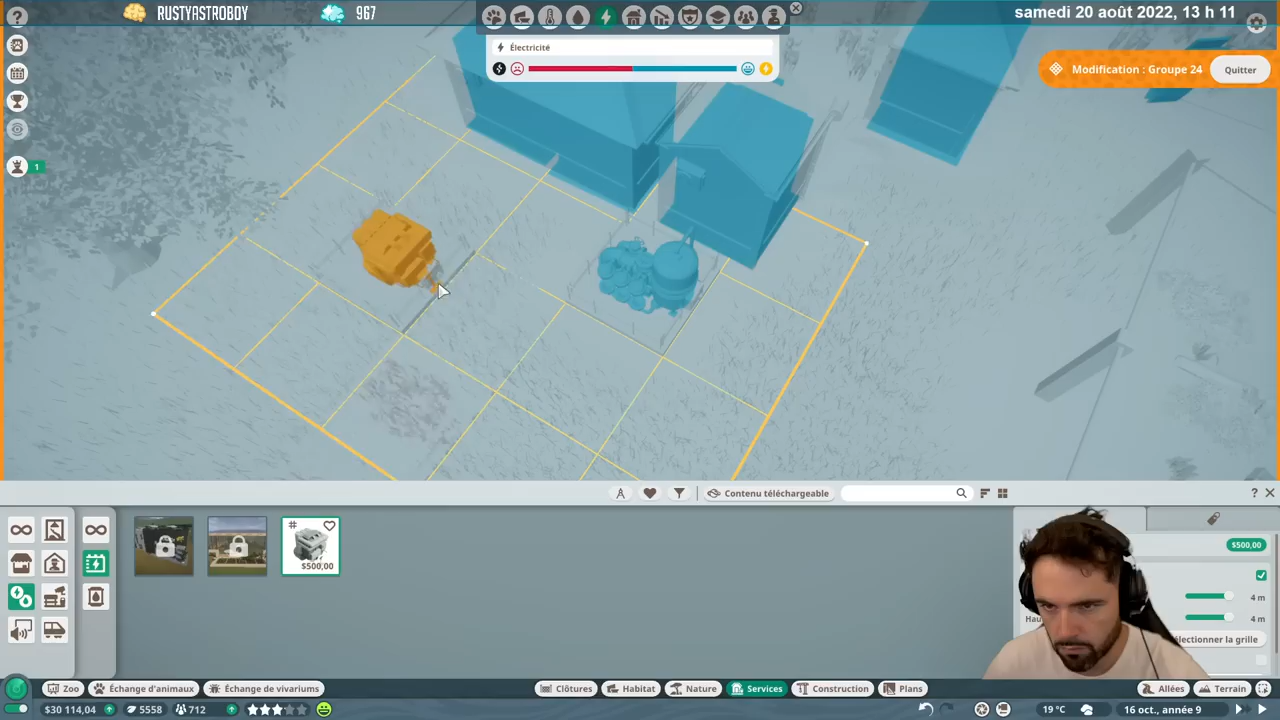 RUSTYASTROBOY
967
samedi 20 août 2022, 13 h 11
Électricité
Modification : Groupe 24
Quitter
1
Contenu téléchargeable
?
$500,00
$500,00
4 m
4 m
électionner la grille
Zoo
Échange d'animaux
Échange de vivariums
Clôtures
Habitat
Nature
Services
Construction
Plans
Allées
Terrain
$30 114,04
5558
712
19 °C
16 oct., année 9